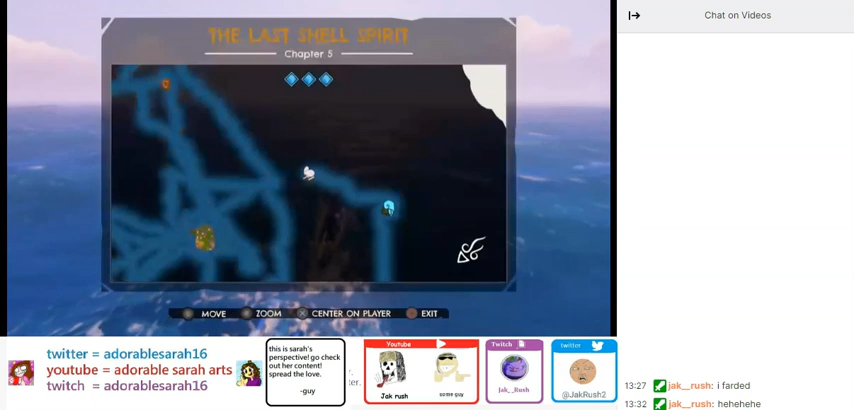 THE LAST SHELL SPIRIT
Chapter 5
MOVE
ZOOM
CENTER ON PLAYER
EXIT
Chat on Videos
twitter = adorablesarah16
youtube = adorable sarah arts
twitch = adorablesarah16
this is sarah's
perspective! go check
out her content!
spread the love.
-guy
Youtube
Jak rush
some guy
Twitch
Jak__Rush
twitter
@JakRush2
13:27 jak__rush: i farded
13:32 jak__rush: hehehehe